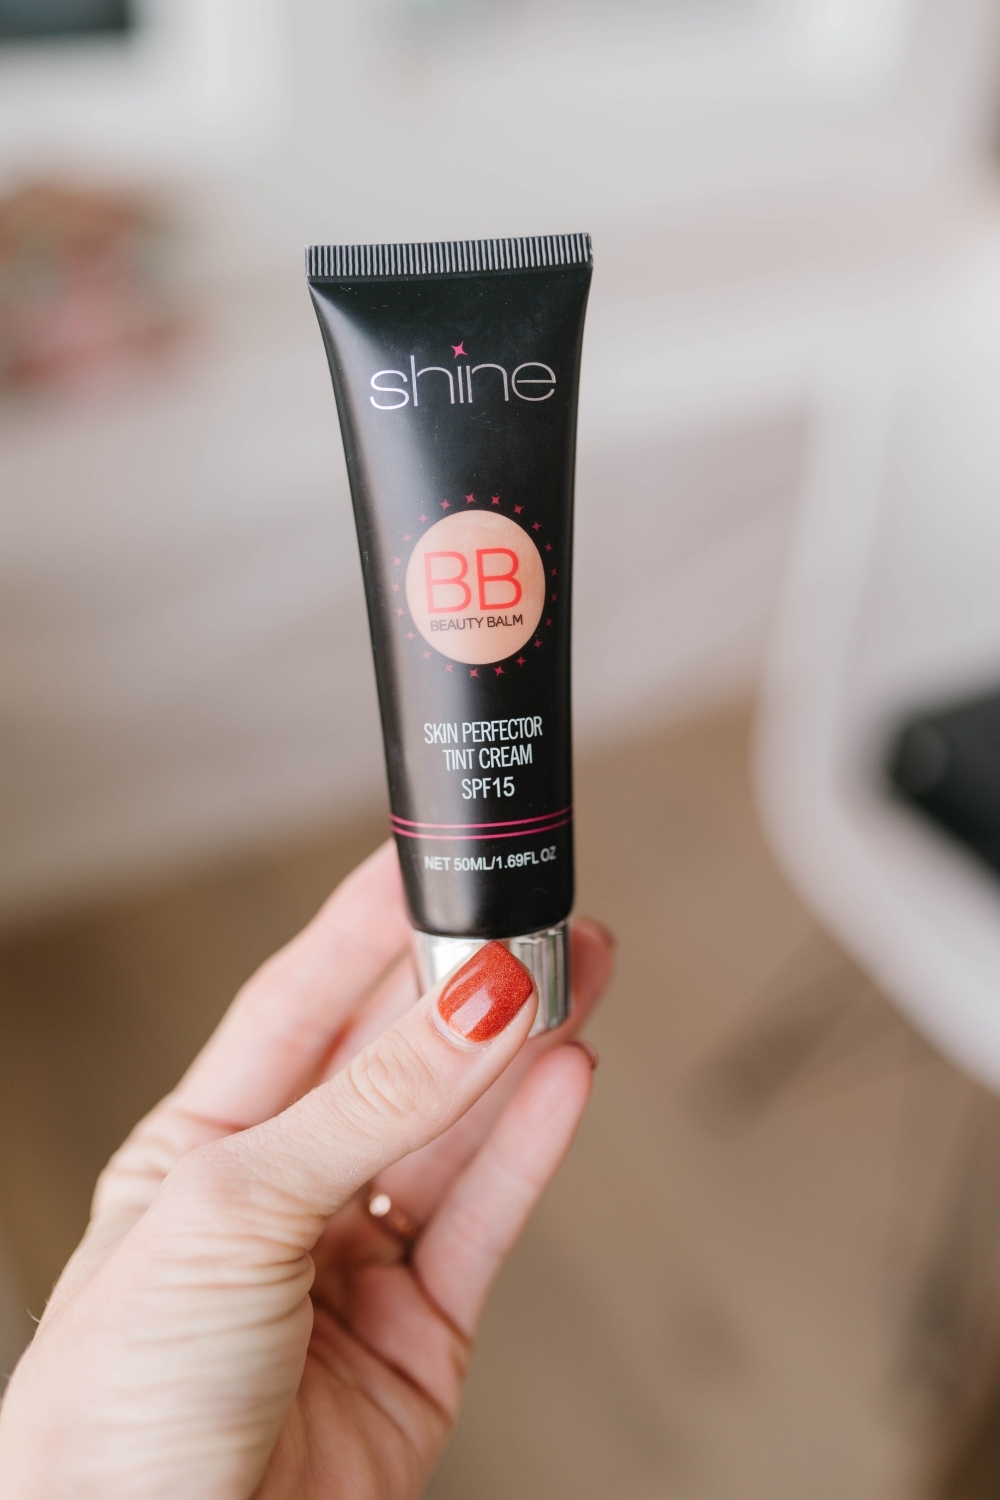 shine
BB
BEAUTY BALM
SKIN PERFECTOR
TINT CREAM
SPF15
NET 50ML/1.69FL OZ